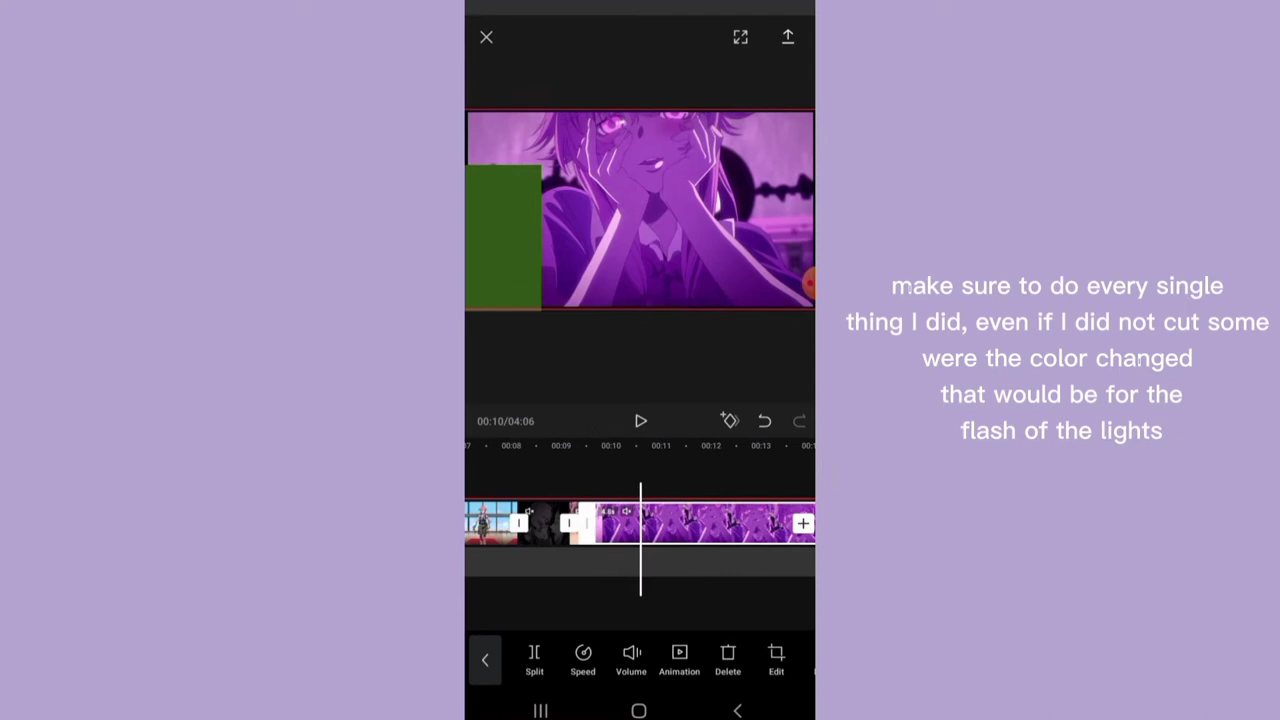 make sure to do every single
thing I did, even if I did not cut some
were the color changed
that would be for the
flash of the lights
00:10/04:06
00:08
00:09
00:10
00:11
00:12
00:13
4.8s
Split
Speed
Volume
Animation
Delete
Edit